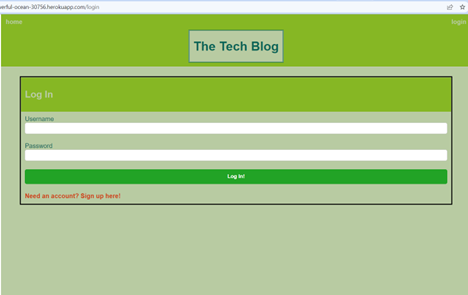 verful-ocean-30756.herokuapp.com/login
home
login
The Tech Blog
Log In
Username
Password
Log In!
Need an account? Sign up here!